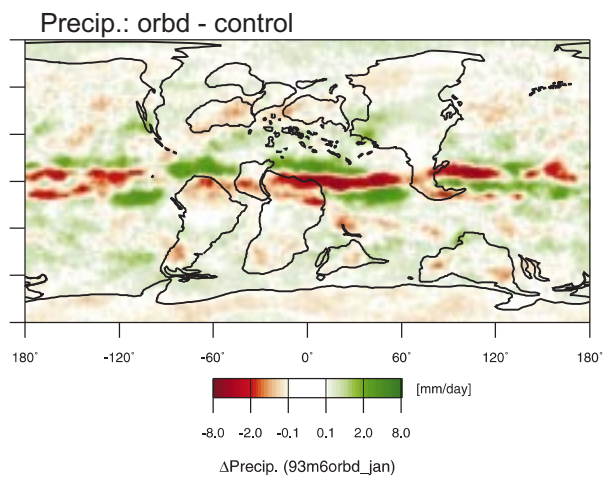 Precip.: orbd - control
180˚ -120˚ -60˚ 0˚ 60˚ 120˚ 180˚
[mm/day]
-8.0 -2.0 -0.1 0.1 2.0 8.0
ΔPrecip. (93m6orbd_jan)